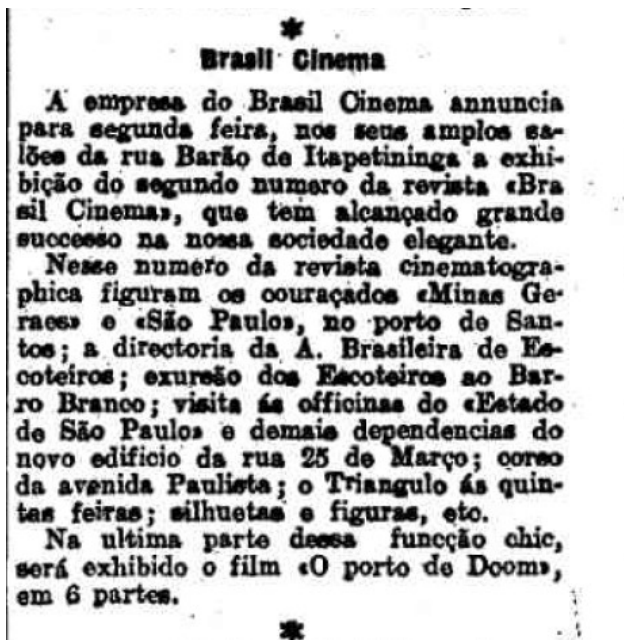 Brasil Cinema
A empresa do Brasil Cinema annuncia
para segunda feira, nos seus amplos sa-
lões da rua Barão de Itapetininga a exhi-
bição do segundo numero da revista «Bra
sil Cinema», que tem alcançado grande
successo na nossa sociedade elegante.
Nesse numero da revista cinematogra-
phica figuram os couraçados «Minas Ge-
raes» e «São Paulo», no porto de San-
tos; a directoria da A. Brasileira de Es-
coteiros; exursão dos Escoteiros ao Bar-
ro Branco; visita ás officinas do «Estado
de São Paulo» e demais dependencias do
novo edificio da rua 25 de Março; corso
da avenida Paulista; o Triangulo ás quin-
tas feiras; silhuetas e figuras, etc.
Na ultima parte dessa funcção chic,
será exhibido o film «O porto de Doom»,
em 6 partes.